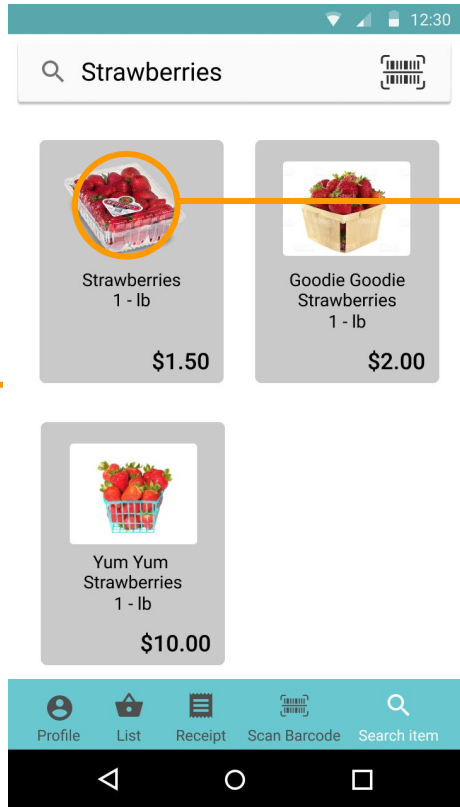 12:30
Strawberries
Strawberries
1 - lb
$1.50
Goodie Goodie
Strawberries
1 - lb
$2.00
Yum Yum
Strawberries
1 - lb
$10.00
Profile
List
Receipt
Scan Barcode
Search item